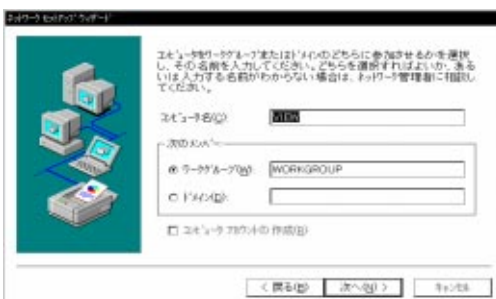 ネットワーク セットアップ ウィザード
コンピュータをワークグループまたはドメインのどちらに参加させるかを選択
し、その名前を入力してください。どちらを選択すればよいか、ある
いは入力する名前がわからない場合は、ネットワーク管理者に相談し
てください。
コンピュータ名(C):
VIEW
次のメンバー
ワークグループ(W):
WORKGROUP
ドメイン(D):
コンピュータ アカウントの作成(R)
< 戻る(B)
次へ(N) >
キャンセル